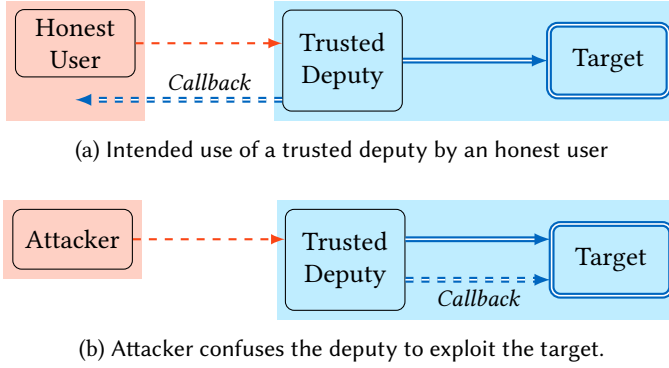 Honest
User
Trusted
Deputy
Target
Callback
(a) Intended use of a trusted deputy by an honest user
Attacker
Trusted
Deputy
Target
Callback
(b) Attacker confuses the deputy to exploit the target.